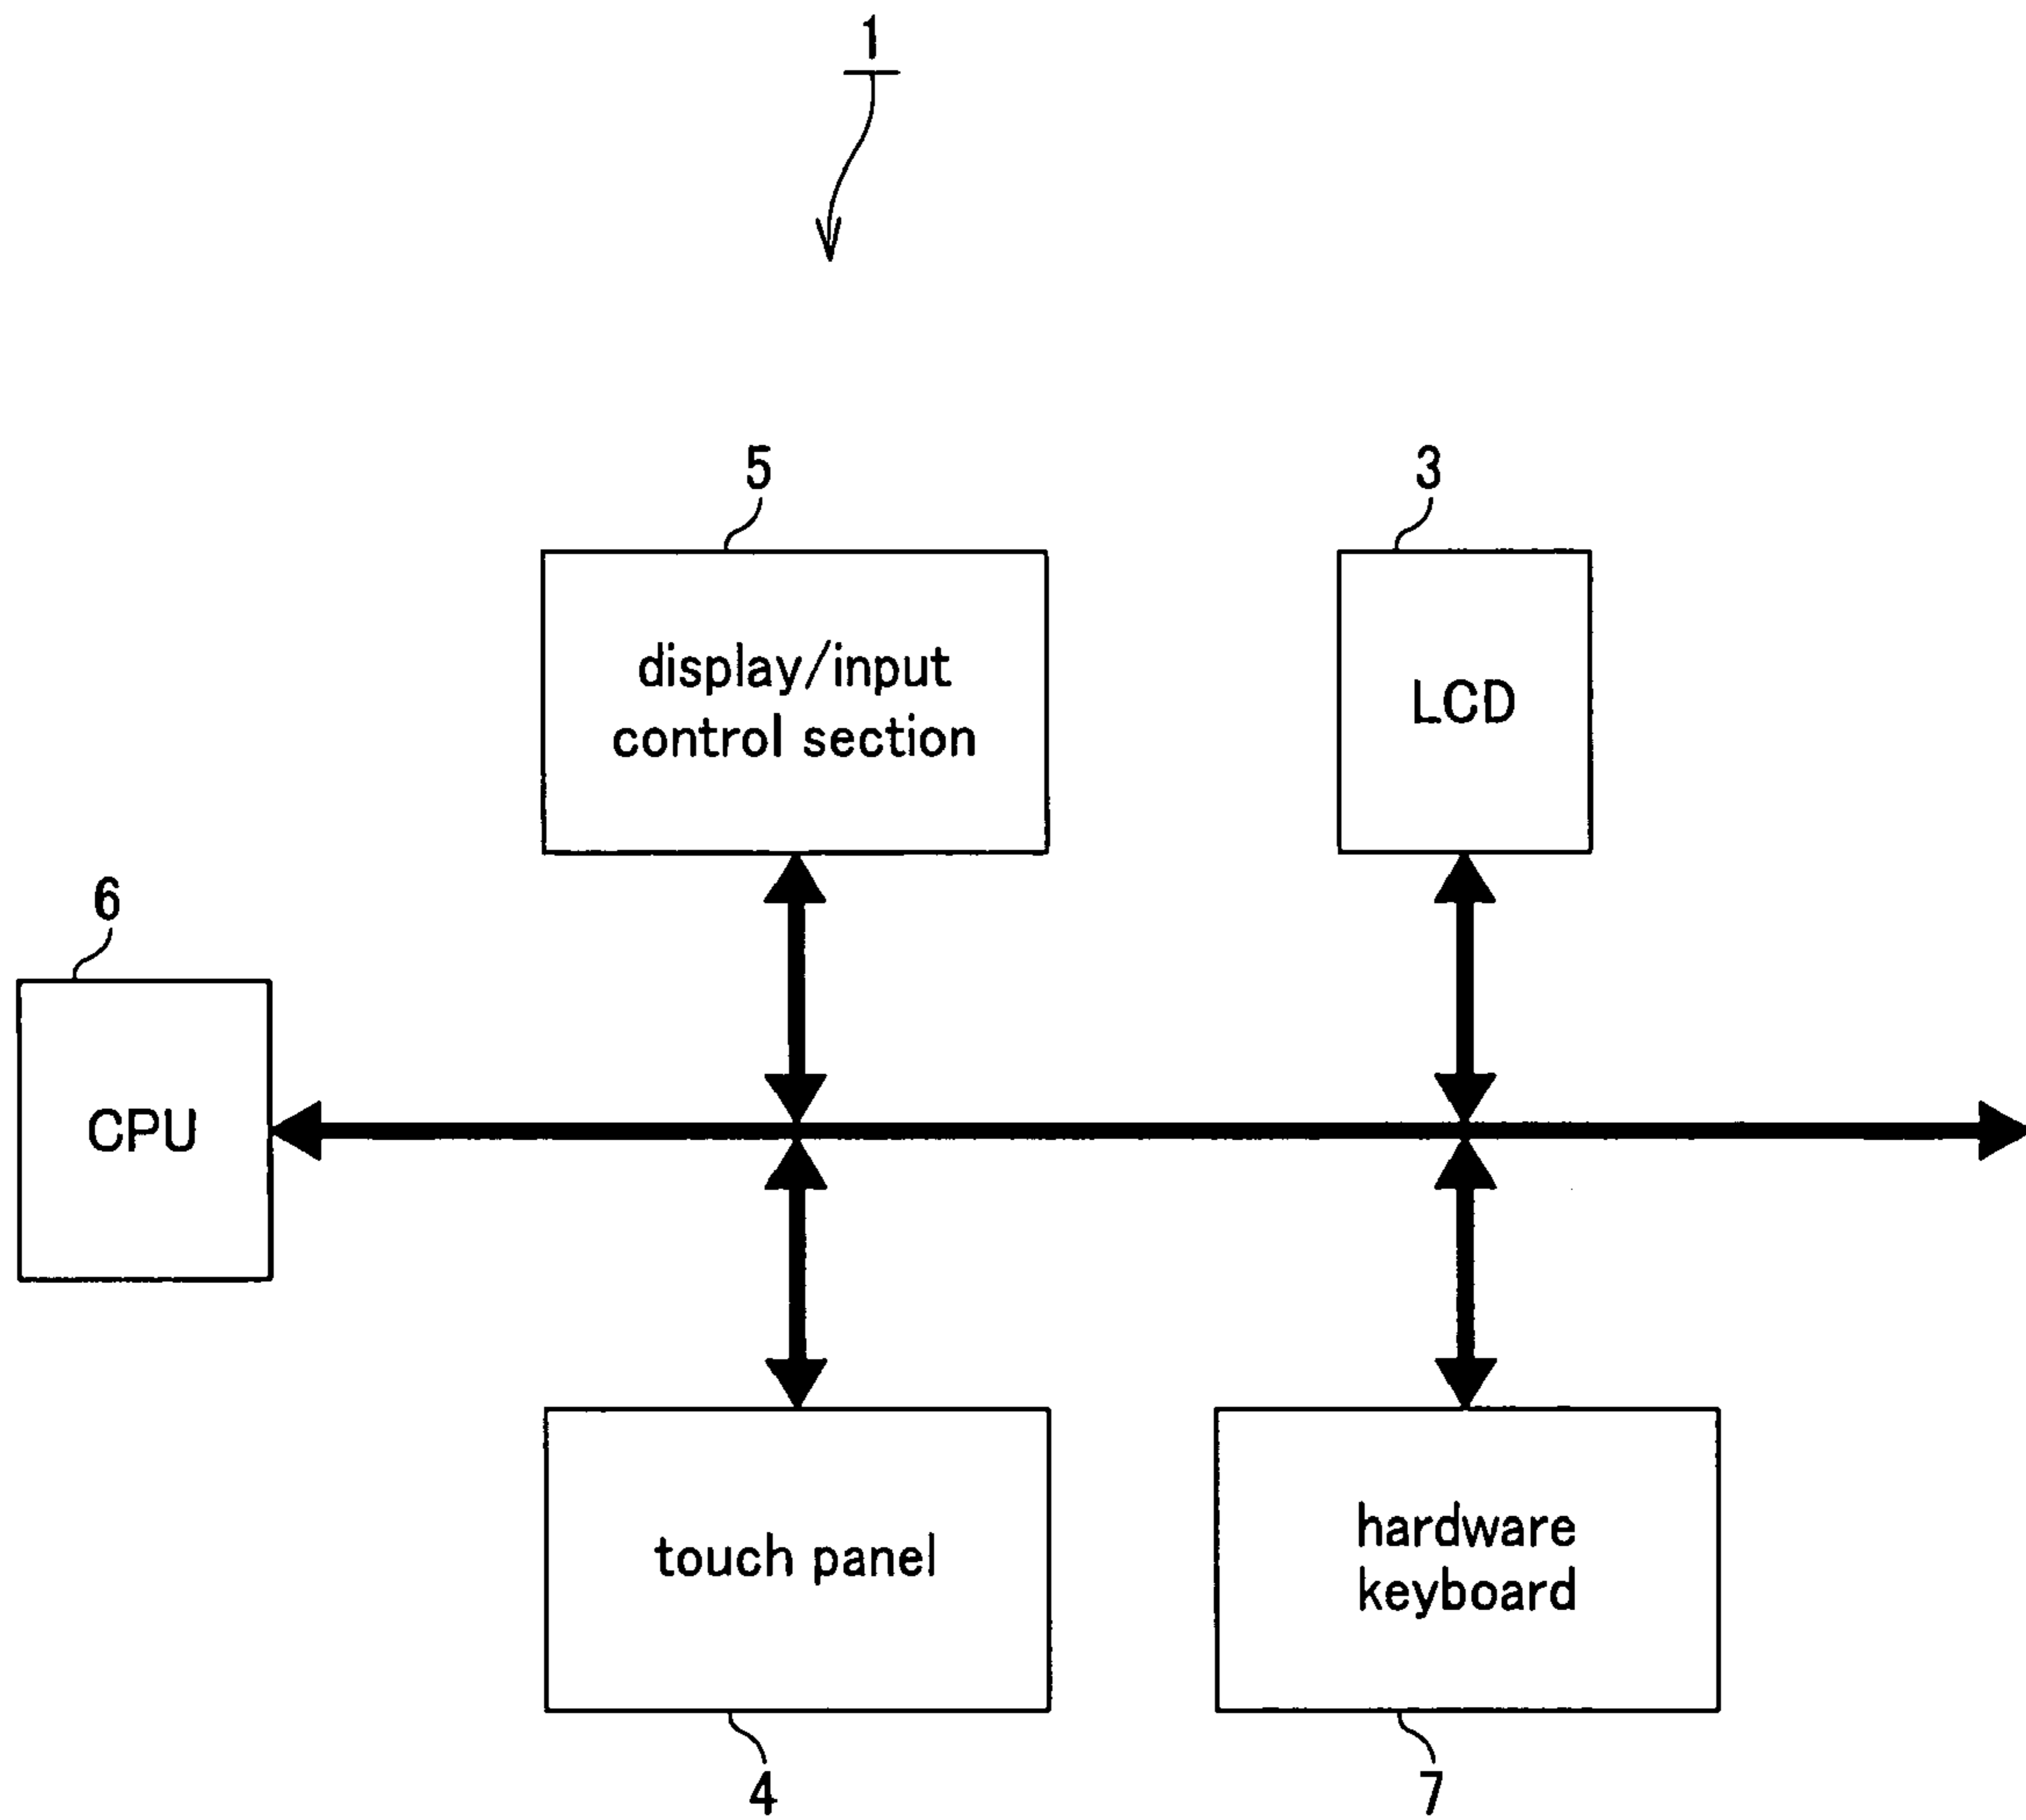 1
5
3
display/input
control section
LCD
6
CPU
touch panel
hardware
keyboard
4
7